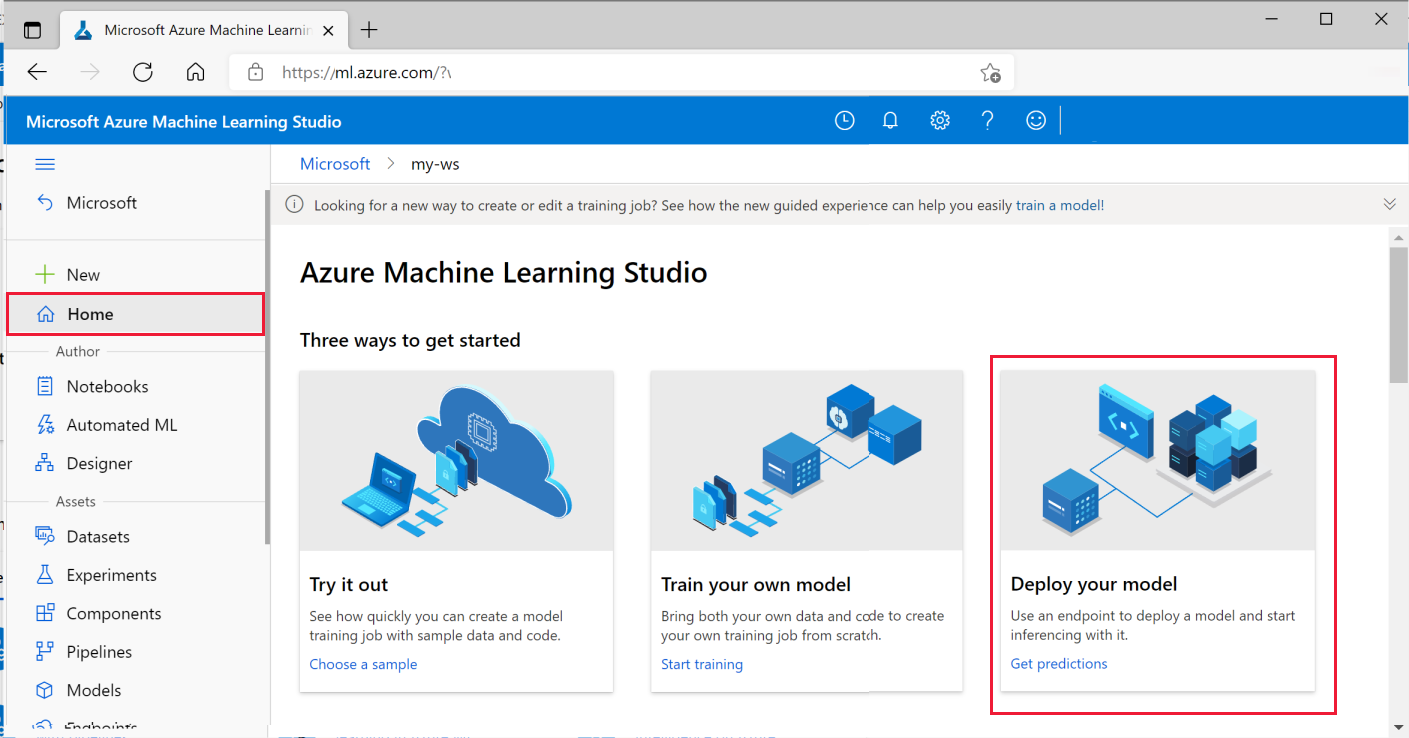 Microsoft Azure Machine Learnin
https://ml.azure.com/?
Microsoft Azure Machine Learning Studio
Microsoft
New
Home
Author
Notebooks
Automated ML
Designer
Assets
Datasets
Experiments
Components
Pipelines
Models
Endpoints
Microsoft > my-ws
Looking for a new way to create or edit a training job? See how the new guided experience can help you easily train a model!
Azure Machine Learning Studio
Three ways to get started
Try it out
See how quickly you can create a model
training job with sample data and code.
Choose a sample
Train your own model
Bring both your own data and code to create
your own training job from scratch.
Start training
Deploy your model
Use an endpoint to deploy a model and start
inferencing with it.
Get predictions